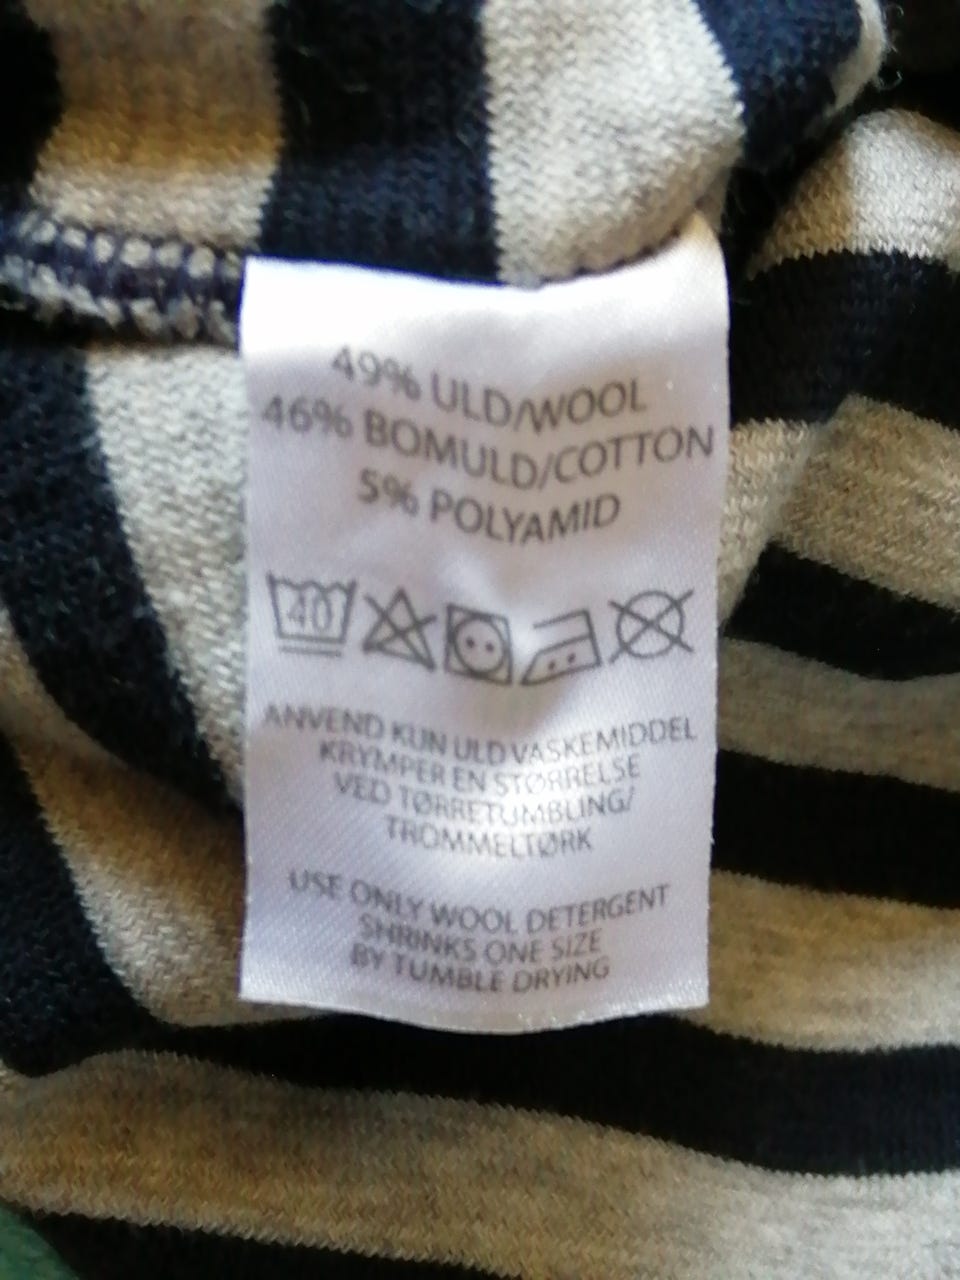 49% ULD/WOOL
46% BOMULD/COTTON
5% POLYAMID
40
ANVEND KUN ULD VASKEMIDDEL
KRYMPER EN STØRRELSE
VED TØRRETUMBLING/
TROMMELTØRK
USE ONLY WOOL DETERGENT
SHRINKS ONE SIZE
BY TUMBLE DRYING